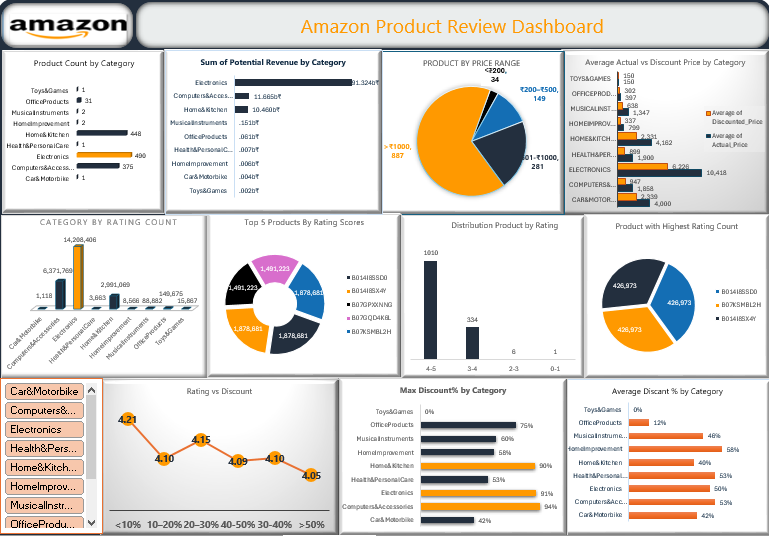 amazon
Amazon Product Review Dashboard
Product Count by Category
Toys&Games 1
OfficeProducts 31
MusicalInstruments 2
HomeImprovement 2
Home&Kitchen 448
Health&PersonalCare 1
Electronics 490
Computers&Access... 375
Car&Motorbike 1
Sum of Potential Revenue by Category
Electronics 91.324b₹
Computers&Acces... 11.665b₹
Home&Kitchen 10.460b₹
MusicalInstruments .151b₹
OfficeProducts .061b₹
Health&PersonalC... .007b₹
HomeImprovement .006b₹
Car&Motorbike .004b₹
Toys&Games .002b₹
PRODUCT BY PRICE RANGE
<₹200,
34
₹200–₹500,
149
01–₹1000,
281
>₹1000,
887
Average Actual vs Discount Price by Category
TOYS&GAMES 150 150
OFFICEPROD... 302 397
MUSICALINST... 638 1,347
HOMEIMPROV... 337 799
HOME&KITCH... 2,331 4,162
HEALTH&PER... 899 1,900
ELECTRONICS 6,226 10,418
COMPUTERS&... 947 1,858
CAR&MOTOR... 2,339 4,000
Average of
Discounted_Price
Average of
Actual_Price
CATEGORY BY RATING COUNT
1,118
6,371,769
14,208,406
3,663
2,991,069
8,566
88,882
149,675
15,867
Car&Motorbike
Computers&Accessories
Electronics
Health&PersonalCare
Home&Kitchen
HomeImprovement
MusicalInstruments
OfficeProducts
Toys&Games
Top 5 Products By Rating Scores
1,491,223
1,491,223
1,678,681
1,878,681
1,878,681
B014I8SSD0
B014I8SX4Y
B07GPXXNNG
B07GQD4K6L
B07KSMBL2H
Distribution Product by Rating
1010
334
6
1
4-5
3-4
2-3
0-1
Product with Highest Rating Count
426,973
426,973
426,973
B014I8SSD0
B07KSMBL2H
B014I8SX4Y
Car&Motorbike
Computers&...
Electronics
Health&Pers...
Home&Kitch...
HomeImprov...
MusicalInstr...
OfficeProdu...
Rating vs Discount
4.21
4.10
4.15
4.09
4.10
4.05
<10% 10–20% 20–30% 40-50% 30-40% >50%
Max Discount% by Category
Toys&Games 0%
OfficeProducts 75%
MusicalInstruments 60%
HomeImprovement 58%
Home&Kitchen 90%
Health&PersonalCare 53%
Electronics 91%
Computers&Accessories 94%
Car&Motorbike 42%
Average Discant % by Category
Toys&Games 0%
OfficeProducts 12%
MusicalInstrume... 46%
HomeImprovement 58%
Home&Kitchen 40%
Health&PersonalC... 53%
Electronics 50%
Computers&Acc... 53%
Car&Motorbike 42%